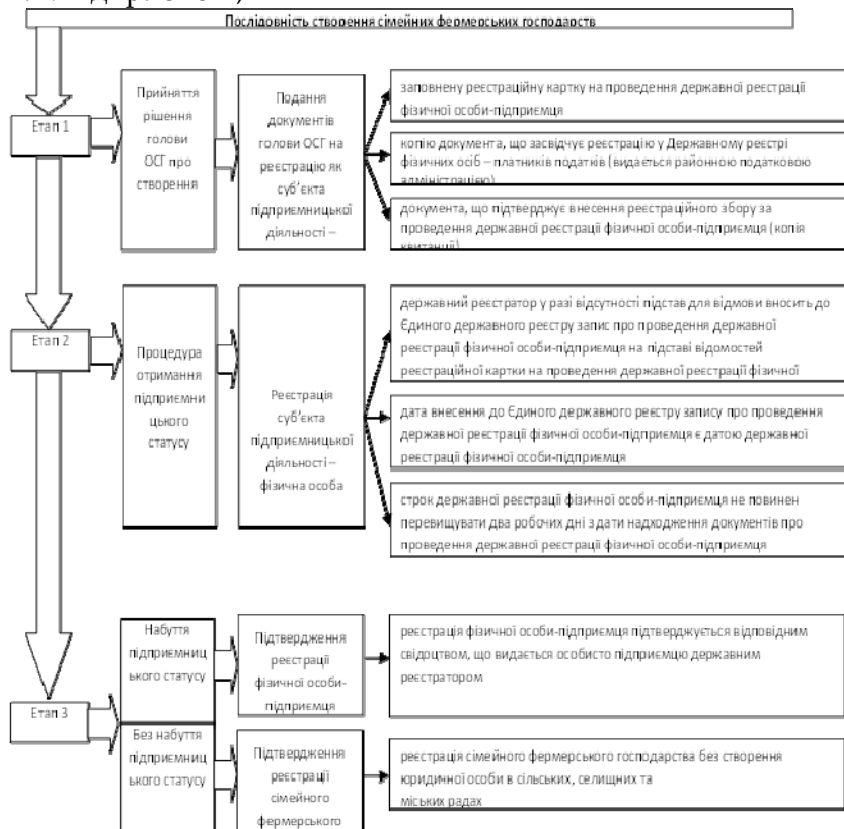 Послідовність створення сімейних фермерських господарств
Етап 1
Прийняття
рішення
голови
ОСГ про
створення
Подання
документів
голови ОСГ на
реєстрацію як
суб’єкта
підприємницької
діяльності –
заповнену реєстраційну картку на проведення державної реєстрації
фізичної особи-підприємця
копію документа, що засвідчує реєстрацію у Державному реєстрі
фізичних осіб – платників податків (видається районною податковою
адміністрацією)
документа, що підтверджує внесення реєстраційного збору за
проведення державної реєстрації фізичної особи-підприємця (копія
квитанції)
Етап 2
Процедура
отримання
підприємни
цького
статусу
Реєстрація
суб’єкта
підприємницької
діяльності –
фізична особа
державний реєстратор у разі відсутності підстав для відмови вносить до
Єдиного державного реєстру запис про проведення державної
реєстрації фізичної особи-підприємця на підставі відомостей
реєстраційної картки на проведення державної реєстрації фізичної
дата внесення до Єдиного державного реєстру запису про проведення
державної реєстрації фізичної особи-підприємця є датою державної
реєстрації фізичної особи-підприємця
строк державної реєстрації фізичної особи-підприємця не повинен
перевищувати два робочих дні з дати надходження документів про
проведення державної реєстрації фізичної особи-підприємця
Етап 3
Набуття
підприємниц
ького статусу
Підтвердження
реєстрації
фізичної особи-
підприємця
реєстрація фізичної особи-підприємця підтверджується відповідним
свідоцтвом, що видається особисто підприємцю державним
реєстратором
Без набуття
підприємниц
ького статусу
Підтвердження
реєстрації
сімейного
фермерського
реєстрація сімейного фермерського господарства без створення
юридичної особи в сільських, селищних та
міських радах